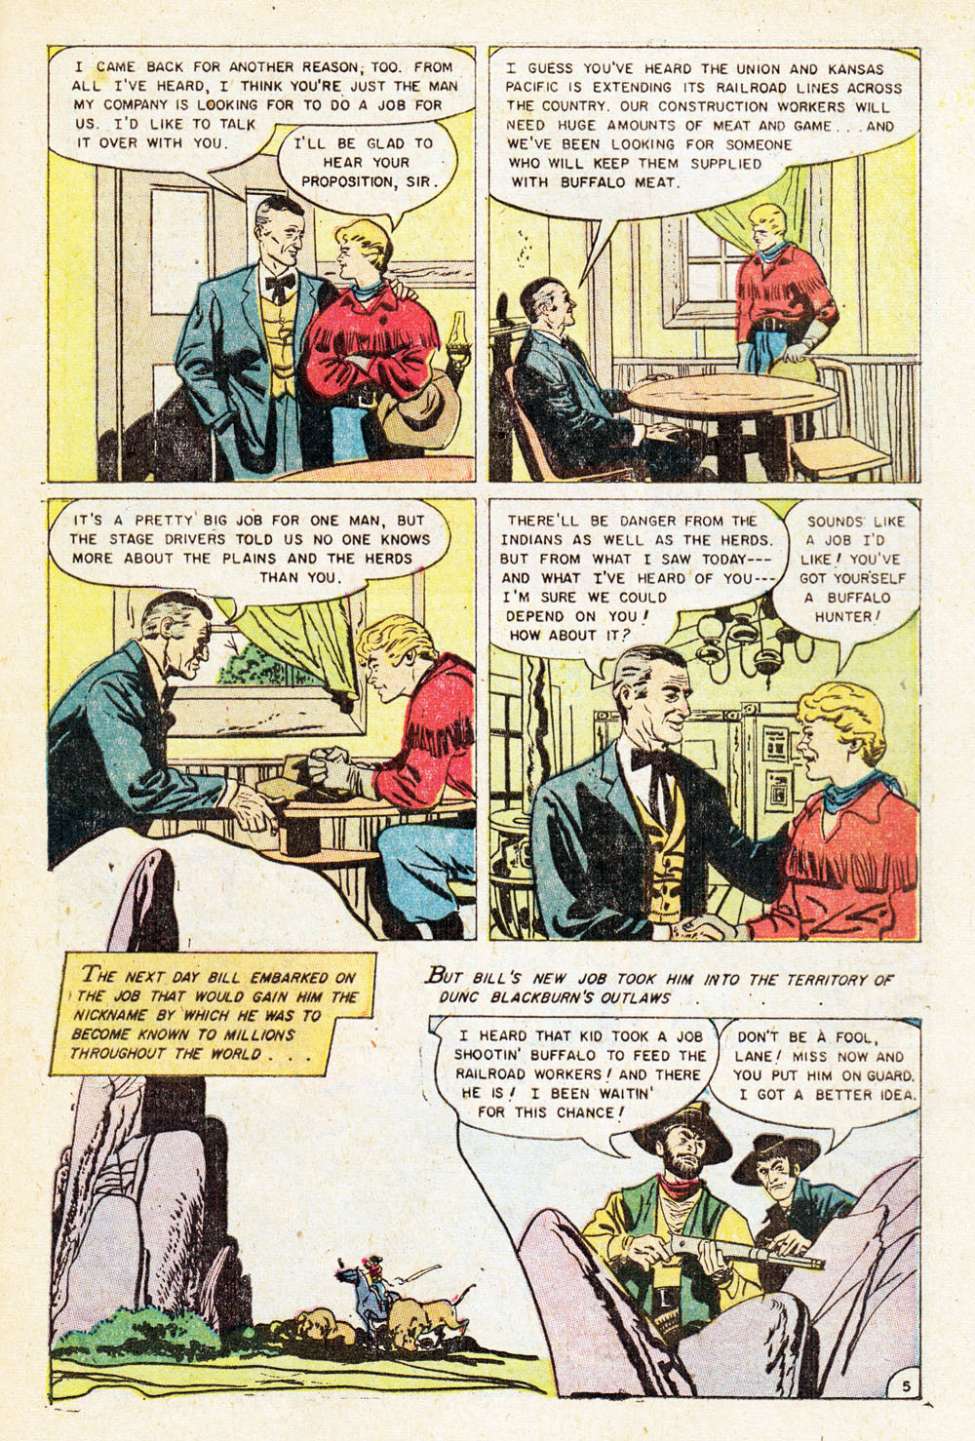 I CAME BACK FOR ANOTHER REASON, TOO. FROM
ALL I'VE HEARD, I THINK YOU'RE JUST THE MAN
MY COMPANY IS LOOKING FOR TO DO A JOB FOR
US. I'D LIKE TO TALK
IT OVER WITH YOU.
I'LL BE GLAD TO
HEAR YOUR
PROPOSITION, SIR.
I GUESS YOU'VE HEARD THE UNION AND KANSAS
PACIFIC IS EXTENDING ITS RAILROAD LINES ACROSS
THE COUNTRY. OUR CONSTRUCTION WORKERS WILL
NEED HUGE AMOUNTS OF MEAT AND GAME...AND
WE'VE BEEN LOOKING FOR SOMEONE
WHO WILL KEEP THEM SUPPLIED
WITH BUFFALO MEAT.
IT'S A PRETTY BIG JOB FOR ONE MAN, BUT
THE STAGE DRIVERS TOLD US NO ONE KNOWS
MORE ABOUT THE PLAINS AND THE HERDS
THAN YOU.
THERE'LL BE DANGER FROM THE
INDIANS AS WELL AS THE HERDS.
BUT FROM WHAT I SAW TODAY---
AND WHAT I'VE HEARD OF YOU---
I'M SURE WE COULD
DEPEND ON YOU!
HOW ABOUT IT?
SOUNDS LIKE
A JOB I'D
LIKE! YOU'VE
GOT YOURSELF
A BUFFALO
HUNTER!
THE NEXT DAY BILL EMBARKED ON
THE JOB THAT WOULD GAIN HIM THE
NICKNAME BY WHICH HE WAS TO
BECOME KNOWN TO MILLIONS
THROUGHOUT THE WORLD...
BUT BILL'S NEW JOB TOOK HIM INTO THE TERRITORY OF
DUNC BLACKBURN'S OUTLAWS . . . .
I HEARD THAT KID TOOK A JOB
SHOOTIN' BUFFALO TO FEED THE
RAILROAD WORKERS! AND THERE
HE IS! I BEEN WAITIN'
FOR THIS CHANCE!
DON'T BE A FOOL,
LANE! MISS NOW AND
YOU PUT HIM ON GUARD.
I GOT A BETTER IDEA.
L
5